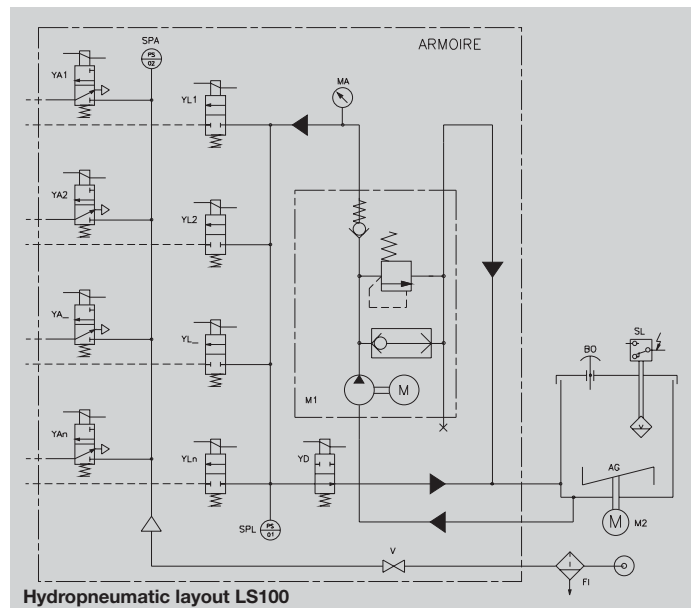 ARMOIRE
SPA
PS
02
YA1
YL1
MA
YA2
YL2
YA_
YL_
SL
BO
M1
M
YAn
YLn
YD
AG
M
M2
SPL
PS
01
V
FI
Hydropneumatic layout LS100